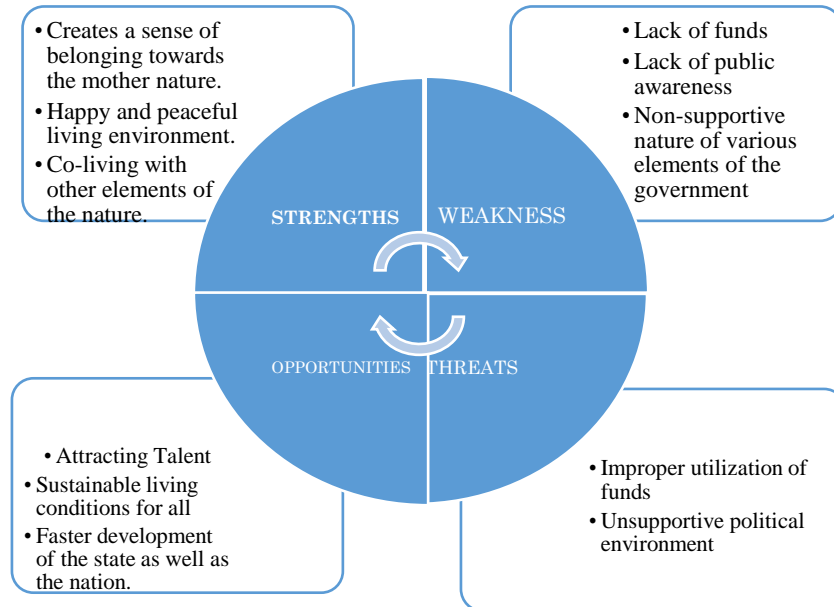 • Creates a sense of
belonging towards
the mother nature.
• Happy and peaceful
living environment.
• Co-living with
other elements of
the nature.
• Lack of funds
• Lack of public
awareness
• Non-supportive
nature of various
elements of the
government
STRENGTHS
WEAKNESS
OPPORTUNITIES
THREATS
• Attracting Talent
• Sustainable living
conditions for all
• Faster development
of the state as well as
the nation.
• Improper utilization of
funds
• Unsupportive political
environment